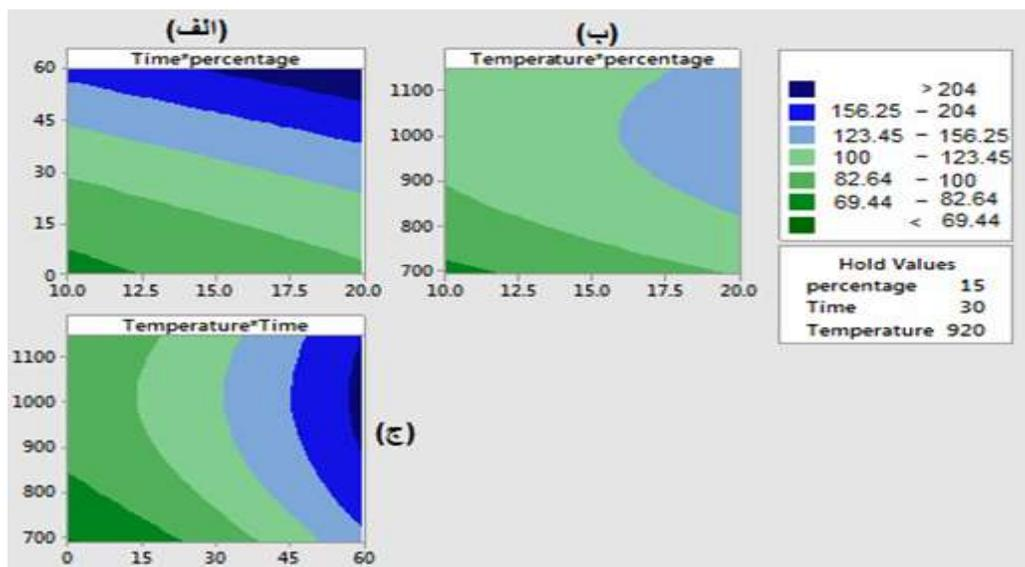 (الف)
(ب)
Time*percentage
60
45
30
15
0
10.0 12.5 15.0 17.5 20.0
Temperature*percentage
1100
1000
900
800
700
10.0 12.5 15.0 17.5 20.0
> 204
156.25 – 204
123.45 – 156.25
100 – 123.45
82.64 – 100
69.44 – 82.64
< 69.44
Hold Values
percentage 15
Time 30
Temperature 920
Temperature*Time
1100
1000
900
800
700
0 15 30 45 60
(ج)